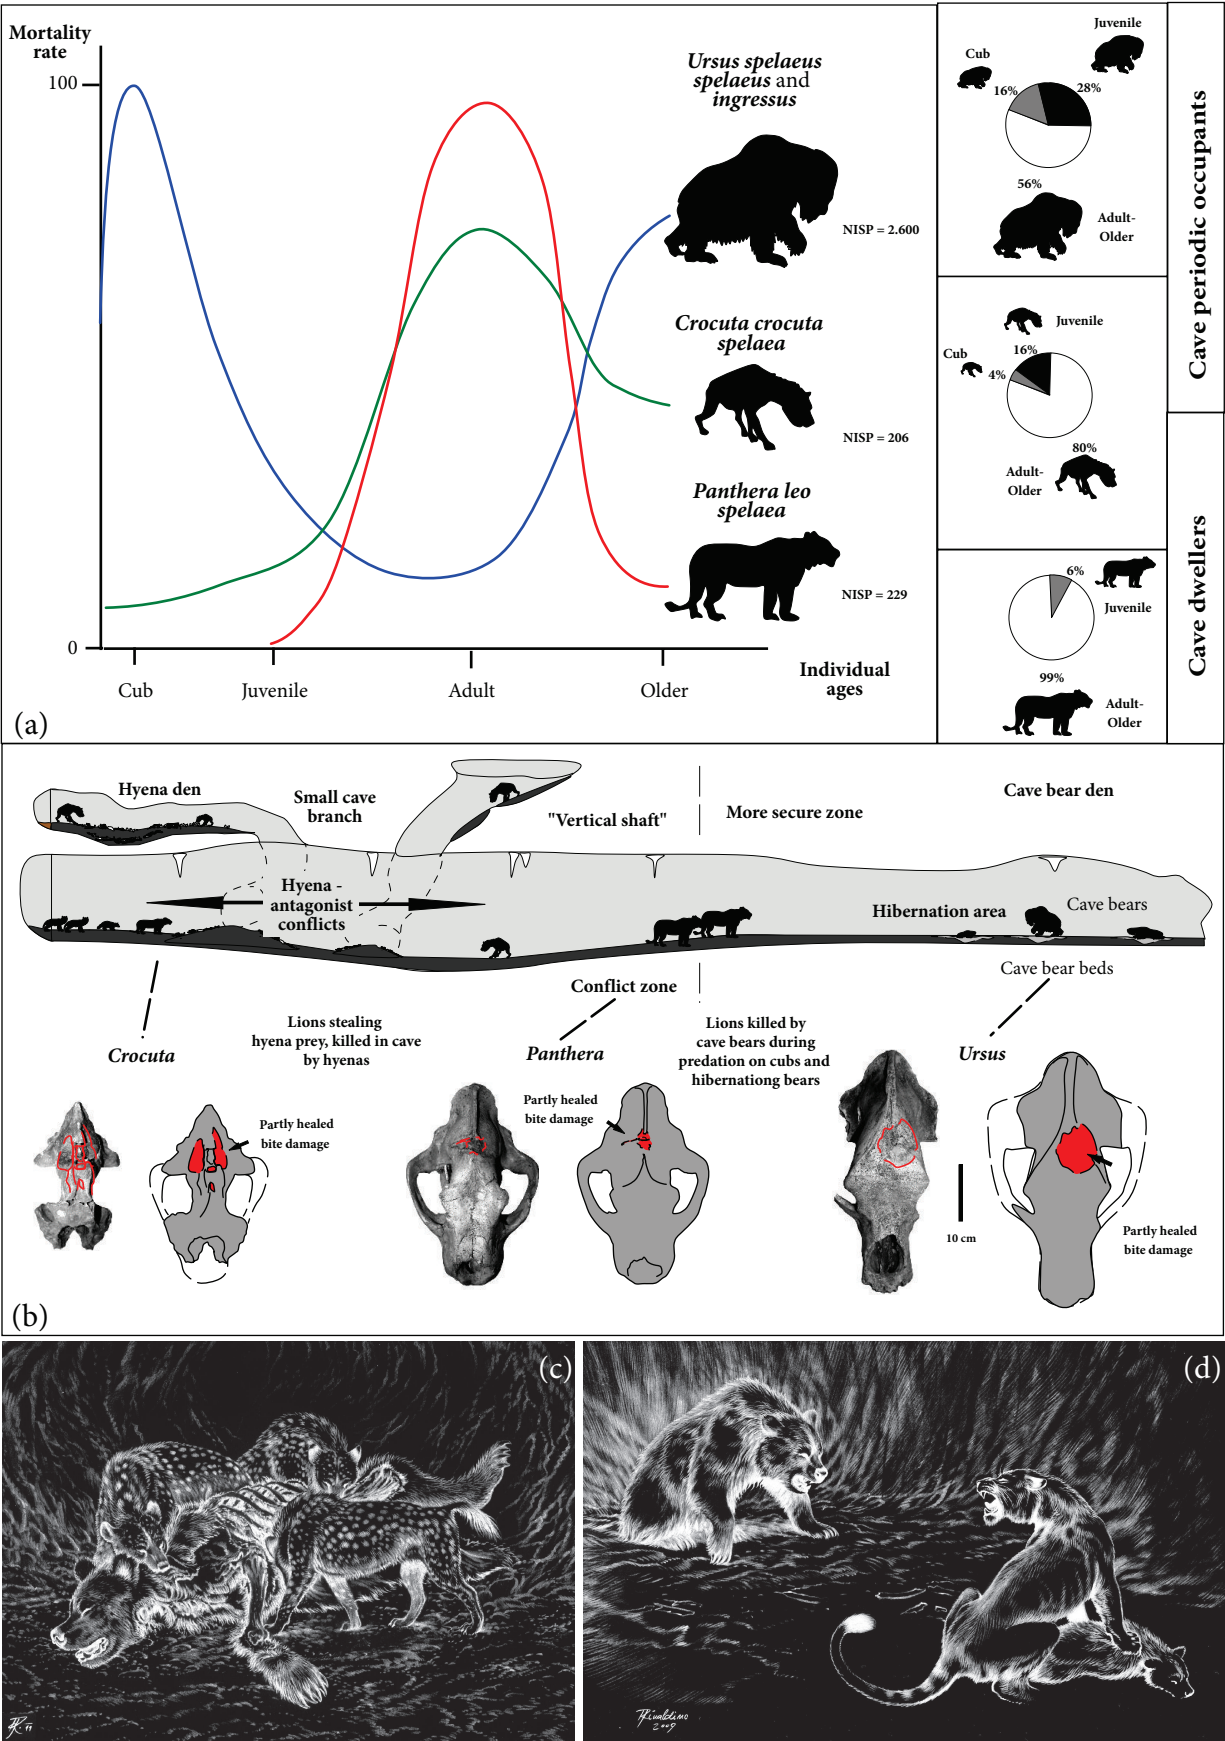 Mortality
rate
100
0
Cub
Juvenile
Adult
Older
Individual
ages
(a)
Ursus spelaeus
spelaeus and
ingressus
NISP = 2.600
Crocuta crocuta
spelaea
NISP = 206
Panthera leo
spelaea
NISP = 229
Juvenile
Cub
16%
28%
56%
Adult-
Older
Juvenile
Cub
16%
4%
80%
Adult-
Older
6%
Juvenile
99%
Adult-
Older
Cave periodic occupants
Cave dwellers
Hyena den
Small cave
branch
"Vertical shaft"
More secure zone
Cave bear den
Hyena -
antagonist
conflicts
Hibernation area
Cave bears
Cave bear beds
Conflict zone
Crocuta
Lions stealing
hyena prey, killed in cave
by hyenas
Panthera
Lions killed by
cave bears during
predation on cubs and
hibernationg bears
Ursus
Partly healed
bite damage
Partly healed
bite damage
10 cm
Partly healed
bite damage
(b)
(c)
(d)
2009